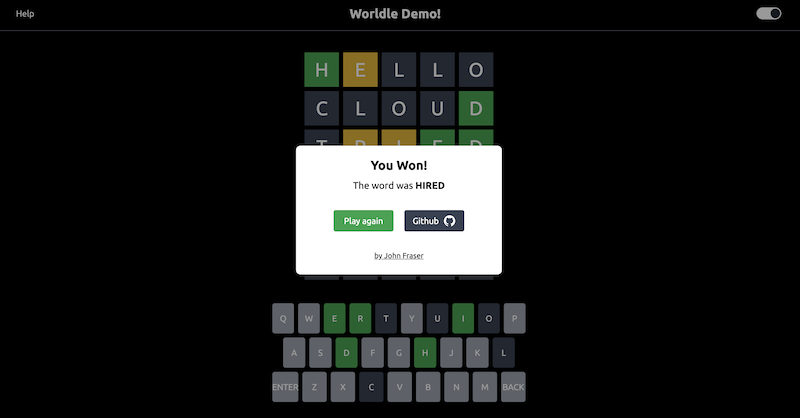 Help
Worldle Demo!
H E L L O
C L O U D
T R I E D
You Won!
The word was HIRED
Play again Github
by John Fraser
Q W E R T Y U I O P
A S D F G H J K L
ENTER Z X C V B N M BACK